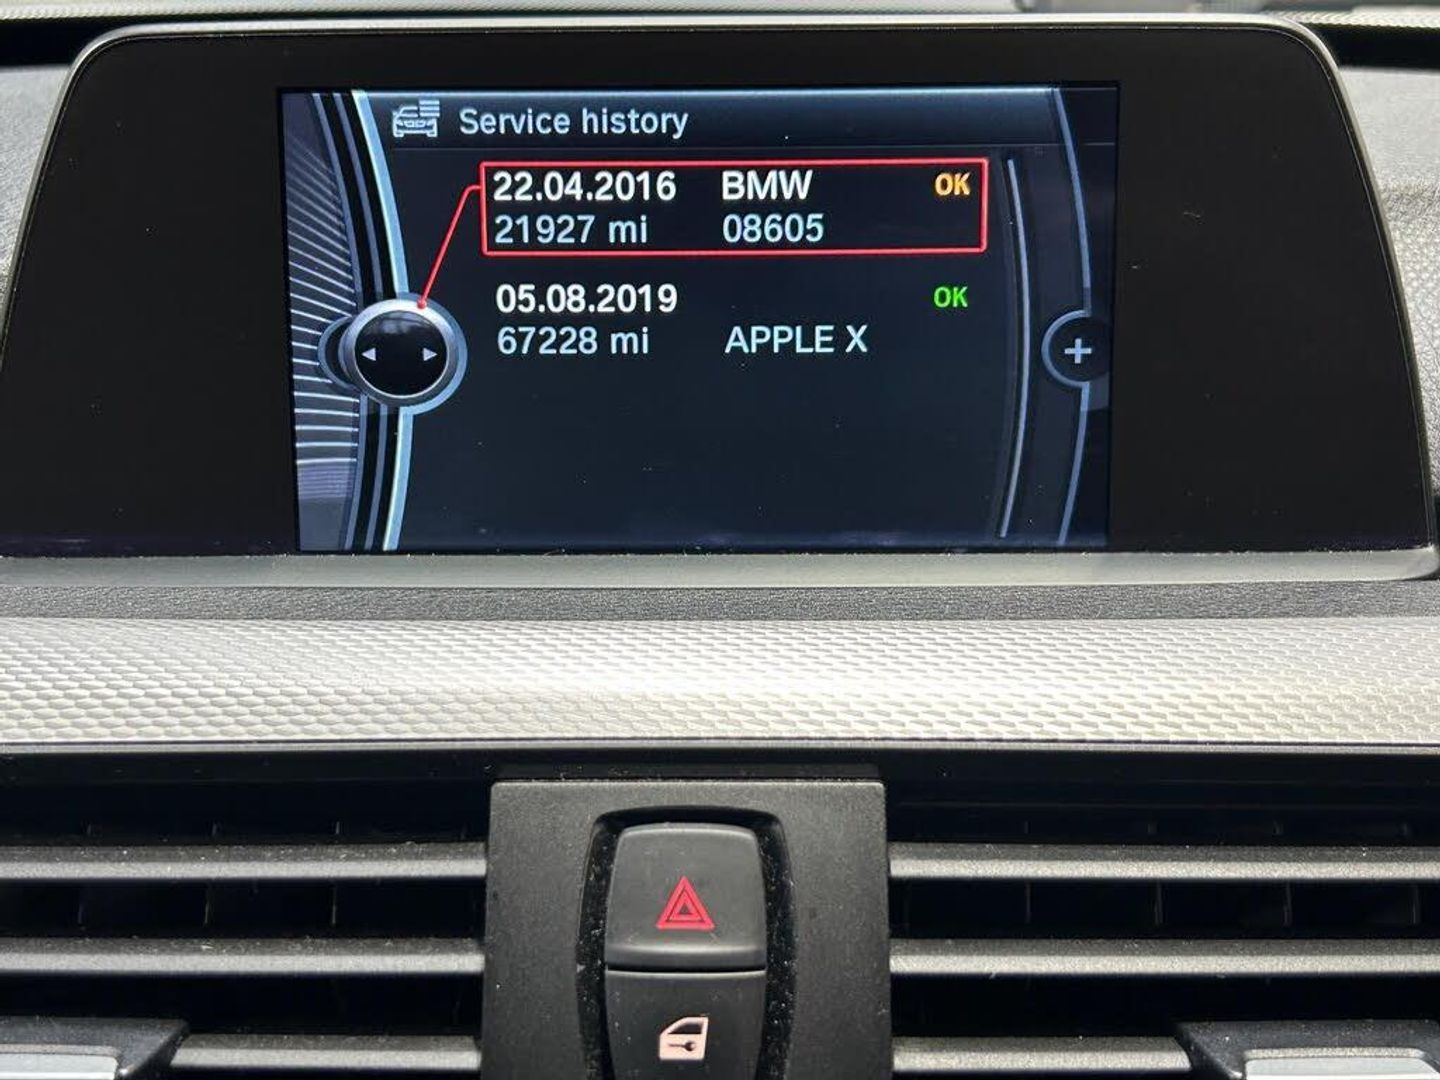 Service history
22.04.2016 BMW OK
21927 mi 08605
05.08.2019 OK
67228 mi APPLE X